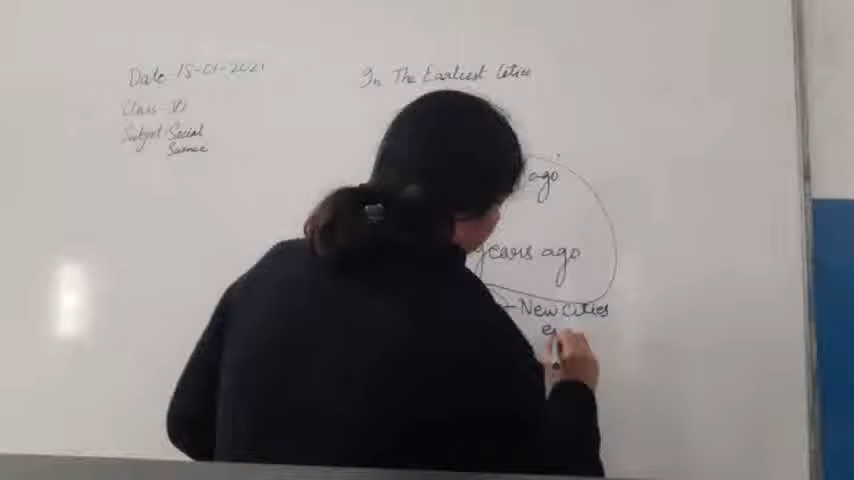 Date-15-01-2021
In The Earliest Cities
Class-VI
Subject-Social
Science
ago
years ago
New cities
e